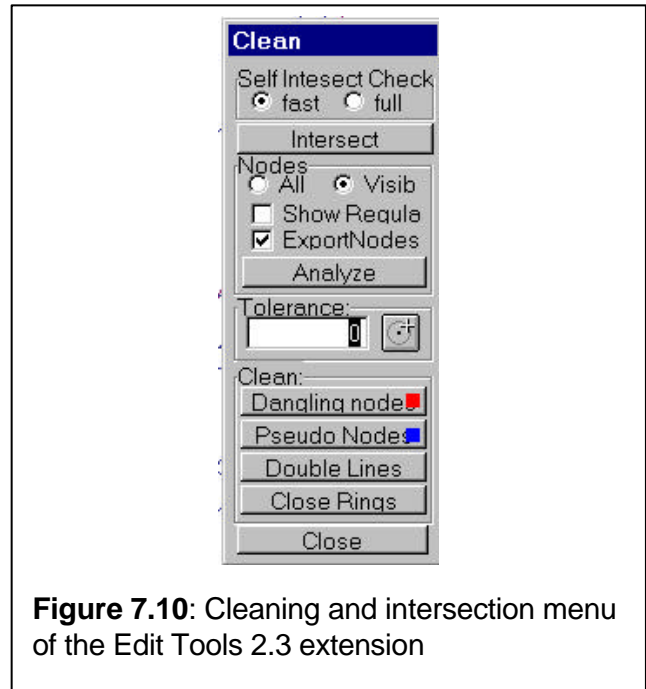 Clean
Self Intesect Check
fast full
Intersect
Nodes
All Visib
Show Regula
ExportNodes
Analyze
Tolerance:
0
Clean:
Dangling nodes
Pseudo Nodes
Double Lines
Close Rings
Close
Figure 7.10: Cleaning and intersection menu
of the Edit Tools 2.3 extension